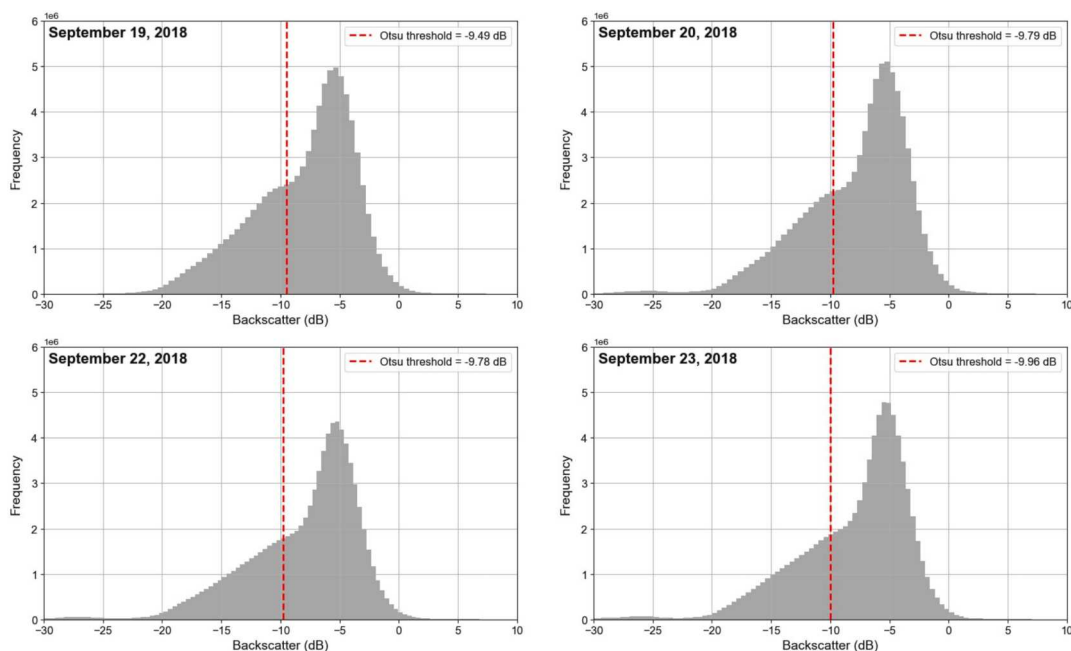 1e6
September 19, 2018
Otsu threshold = -9.49 dB
6
5
4
3
2
1
0
Frequency
−30 −25 −20 −15 −10 −5 0 5 10
Backscatter (dB)
1e6
September 20, 2018
Otsu threshold = -9.79 dB
6
5
4
3
2
1
0
Frequency
−30 −25 −20 −15 −10 −5 0 5 10
Backscatter (dB)
1e6
September 22, 2018
Otsu threshold = -9.78 dB
6
5
4
3
2
1
0
Frequency
−30 −25 −20 −15 −10 −5 0 5 10
Backscatter (dB)
1e6
September 23, 2018
Otsu threshold = -9.96 dB
6
5
4
3
2
1
0
Frequency
−30 −25 −20 −15 −10 −5 0 5 10
Backscatter (dB)